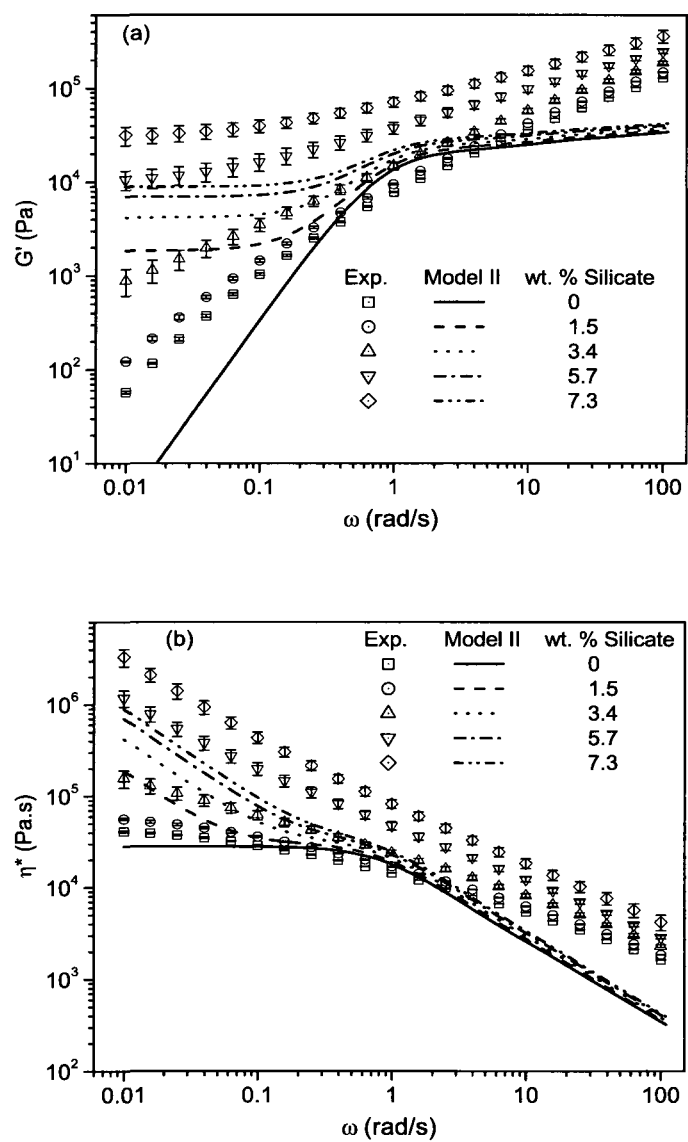 (a)
G' (Pa)
10^5
10^4
10^3
10^2
10^1
Exp. Model II wt. % Silicate
0
1.5
3.4
5.7
7.3
0.01 0.1 1 10 100
ω (rad/s)
(b)
η* (Pa.s)
10^6
10^5
10^4
10^3
10^2
Exp. Model II wt. % Silicate
0
1.5
3.4
5.7
7.3
0.01 0.1 1 10 100
ω (rad/s)